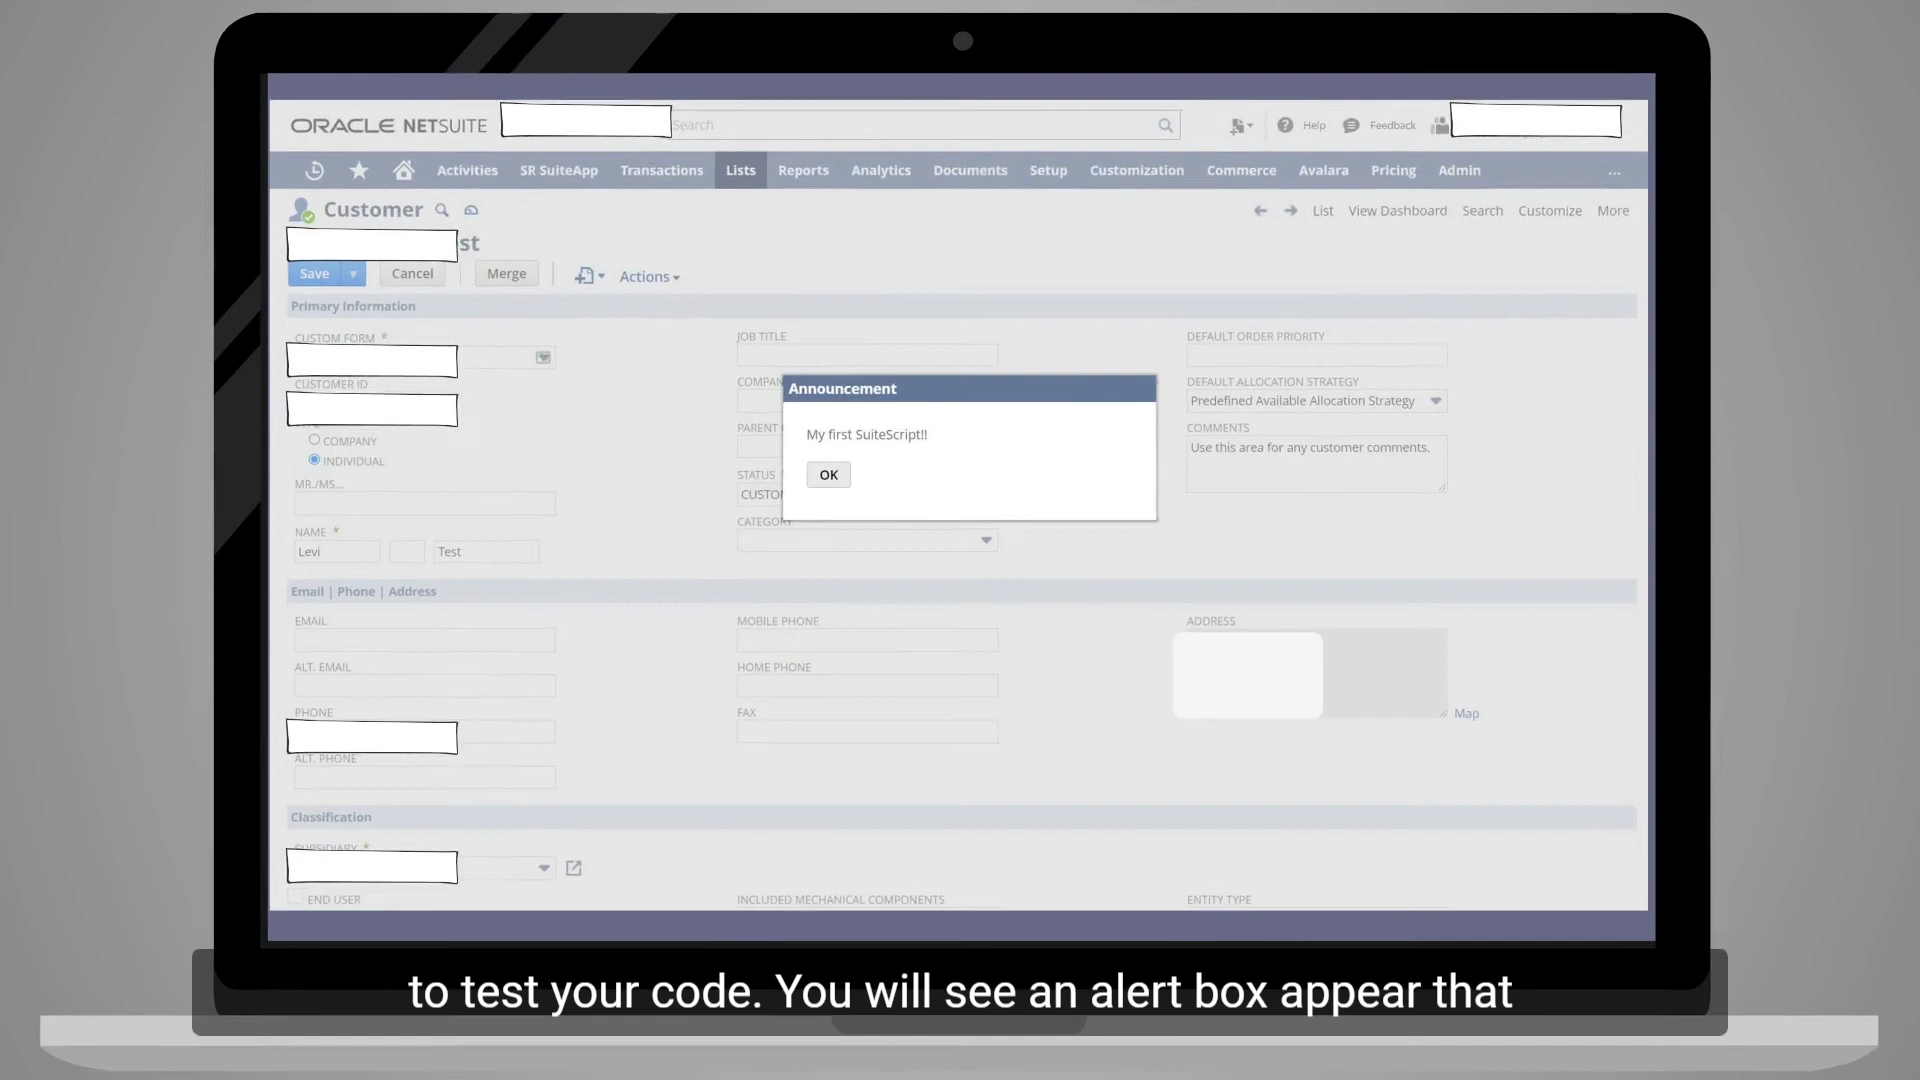 ORACLE NETSUITE
Search
Help
Feedback
Activities
SR SuiteApp
Transactions
Lists
Reports
Analytics
Documents
Setup
Customization
Commerce
Avalara
Pricing
Admin
...
Customer
List
View Dashboard
Search
Customize
More
st
Save
Cancel
Merge
Actions
Primary Information
CUSTOM FORM *
CUSTOMER ID
COMPANY
INDIVIDUAL
MR./MS...
NAME *
Levi
Test
JOB TITLE
COMPAN
PARENT
STATUS
CUSTO
CATEGORY
DEFAULT ORDER PRIORITY
DEFAULT ALLOCATION STRATEGY
Predefined Available Allocation Strategy
COMMENTS
Use this area for any customer comments.
Announcement
My first SuiteScript!!
OK
Email | Phone | Address
EMAIL
ALT. EMAIL
PHONE
ALT. PHONE
MOBILE PHONE
HOME PHONE
FAX
ADDRESS
Map
Classification
SUBSIDIARY *
END USER
INCLUDED MECHANICAL COMPONENTS
ENTITY TYPE
to test your code. You will see an alert box appear that